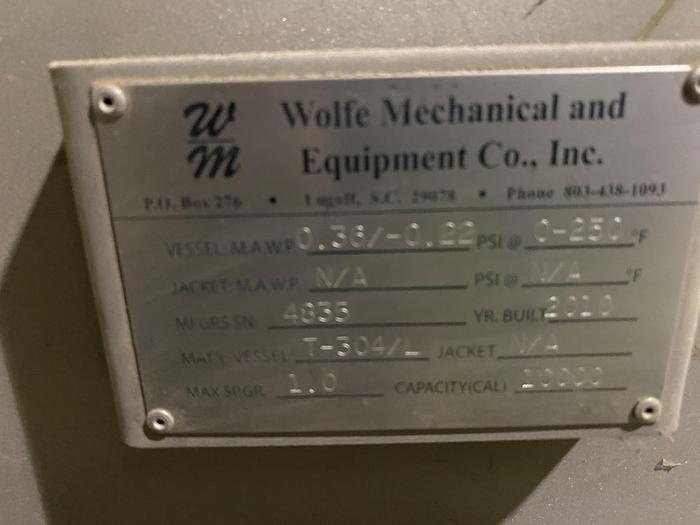 W
M
Wolfe Mechanical and
Equipment Co., Inc.
P.O. Box 276 • Lugoff, S.C. 29078 • Phone 803-438-1093
VESSEL: M.A.W.P. 0.36/-0.22 PSI @ 0-250 °F
JACKET: M.A.W.P. N/A PSI @ N/A °F
MFGRS SN: 4835 YR. BUILT 2010
MAT'L-VESSEL T-304/L JACKET N/A
MAX.SP.GR. 1.0 CAPACITY(CAL) 10000